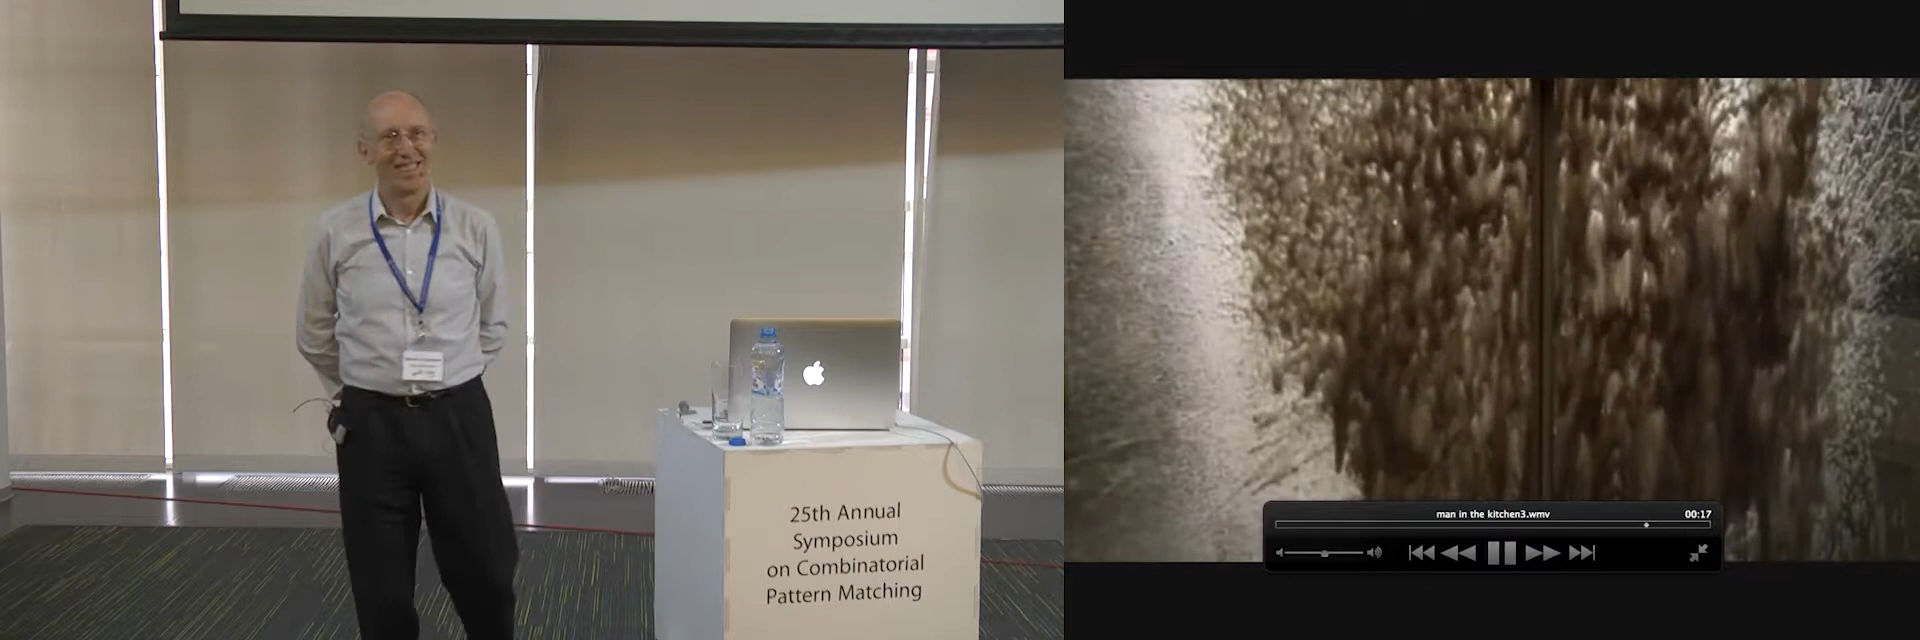 25th Annual
Symposium
on Combinatorial
Pattern Matching
man in the kitchen3.wmv
00:17